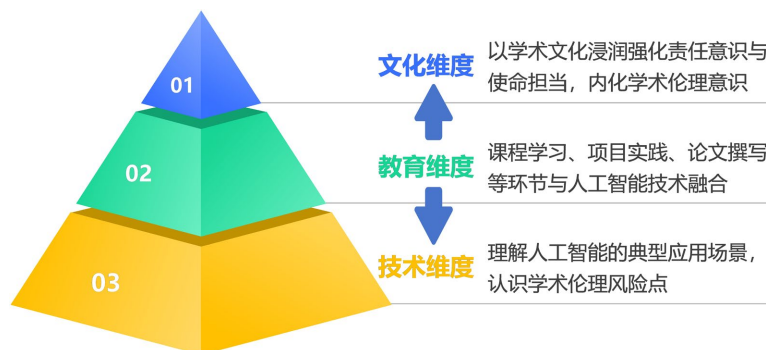 01
文化维度
以学术文化浸润强化责任意识与
使命担当，内化学术伦理意识
02
教育维度
课程学习、项目实践、论文撰写
等环节与人工智能技术融合
03
技术维度
理解人工智能的典型应用场景，
认识学术伦理风险点